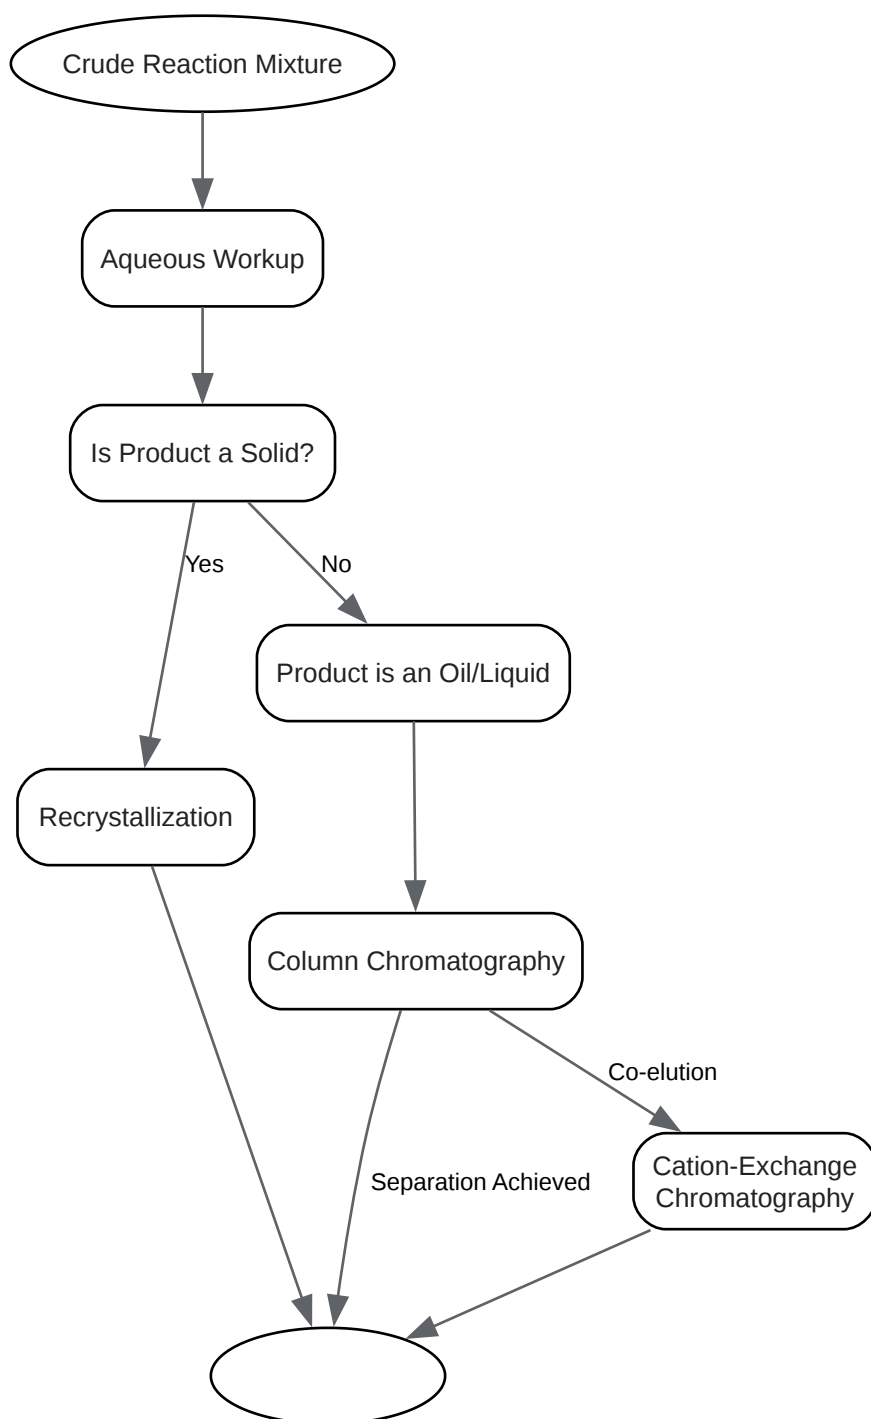 Crude Reaction Mixture
Aqueous Workup
Is Product a Solid?
Yes
No
Product is an Oil/Liquid
Recrystallization
Column Chromatography
Co-elution
Separation Achieved
Cation-Exchange
Chromatography